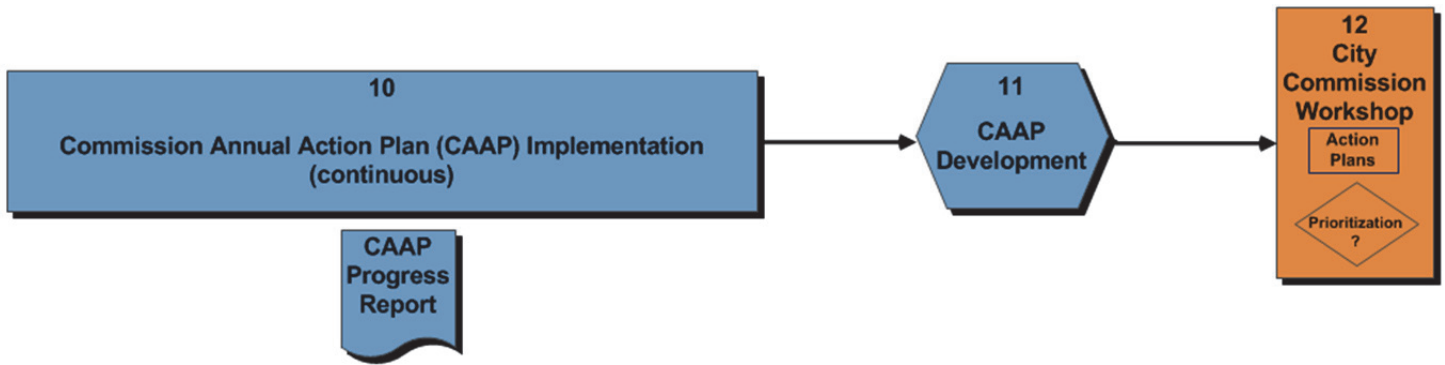 10
Commission Annual Action Plan (CAAP) Implementation
(continuous)
CAAP
Progress
Report
11
CAAP
Development
12
City
Commission
Workshop
Action
Plans
Prioritization
?